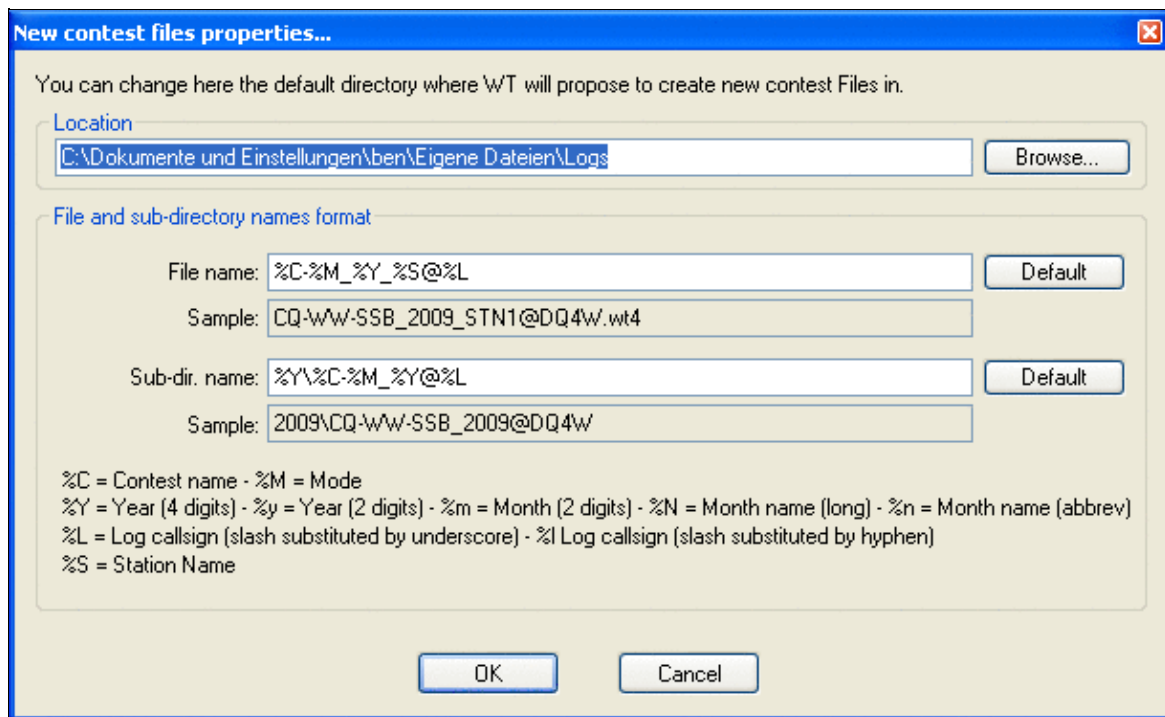 New contest files properties...
You can change here the default directory where WT will propose to create new contest Files in.
Location
C:\Dokumente und Einstellungen\ben\Eigene Dateien\Logs
Browse...
File and sub-directory names format
File name: %C-%M_%Y_%S@%L Default
Sample: CQ-WW-SSB_2009_STN1@DQ4W.wt4
Sub-dir. name: %Y\%C-%M_%Y@%L Default
Sample: 2009\CQ-WW-SSB_2009@DQ4W
%C = Contest name - %M = Mode
%Y = Year (4 digits) - %y = Year (2 digits) - %m = Month (2 digits) - %N = Month name (long) - %n = Month name (abbrev)
%L = Log callsign (slash substituted by underscore) - %l Log callsign (slash substituted by hyphen)
%S = Station Name
OK Cancel